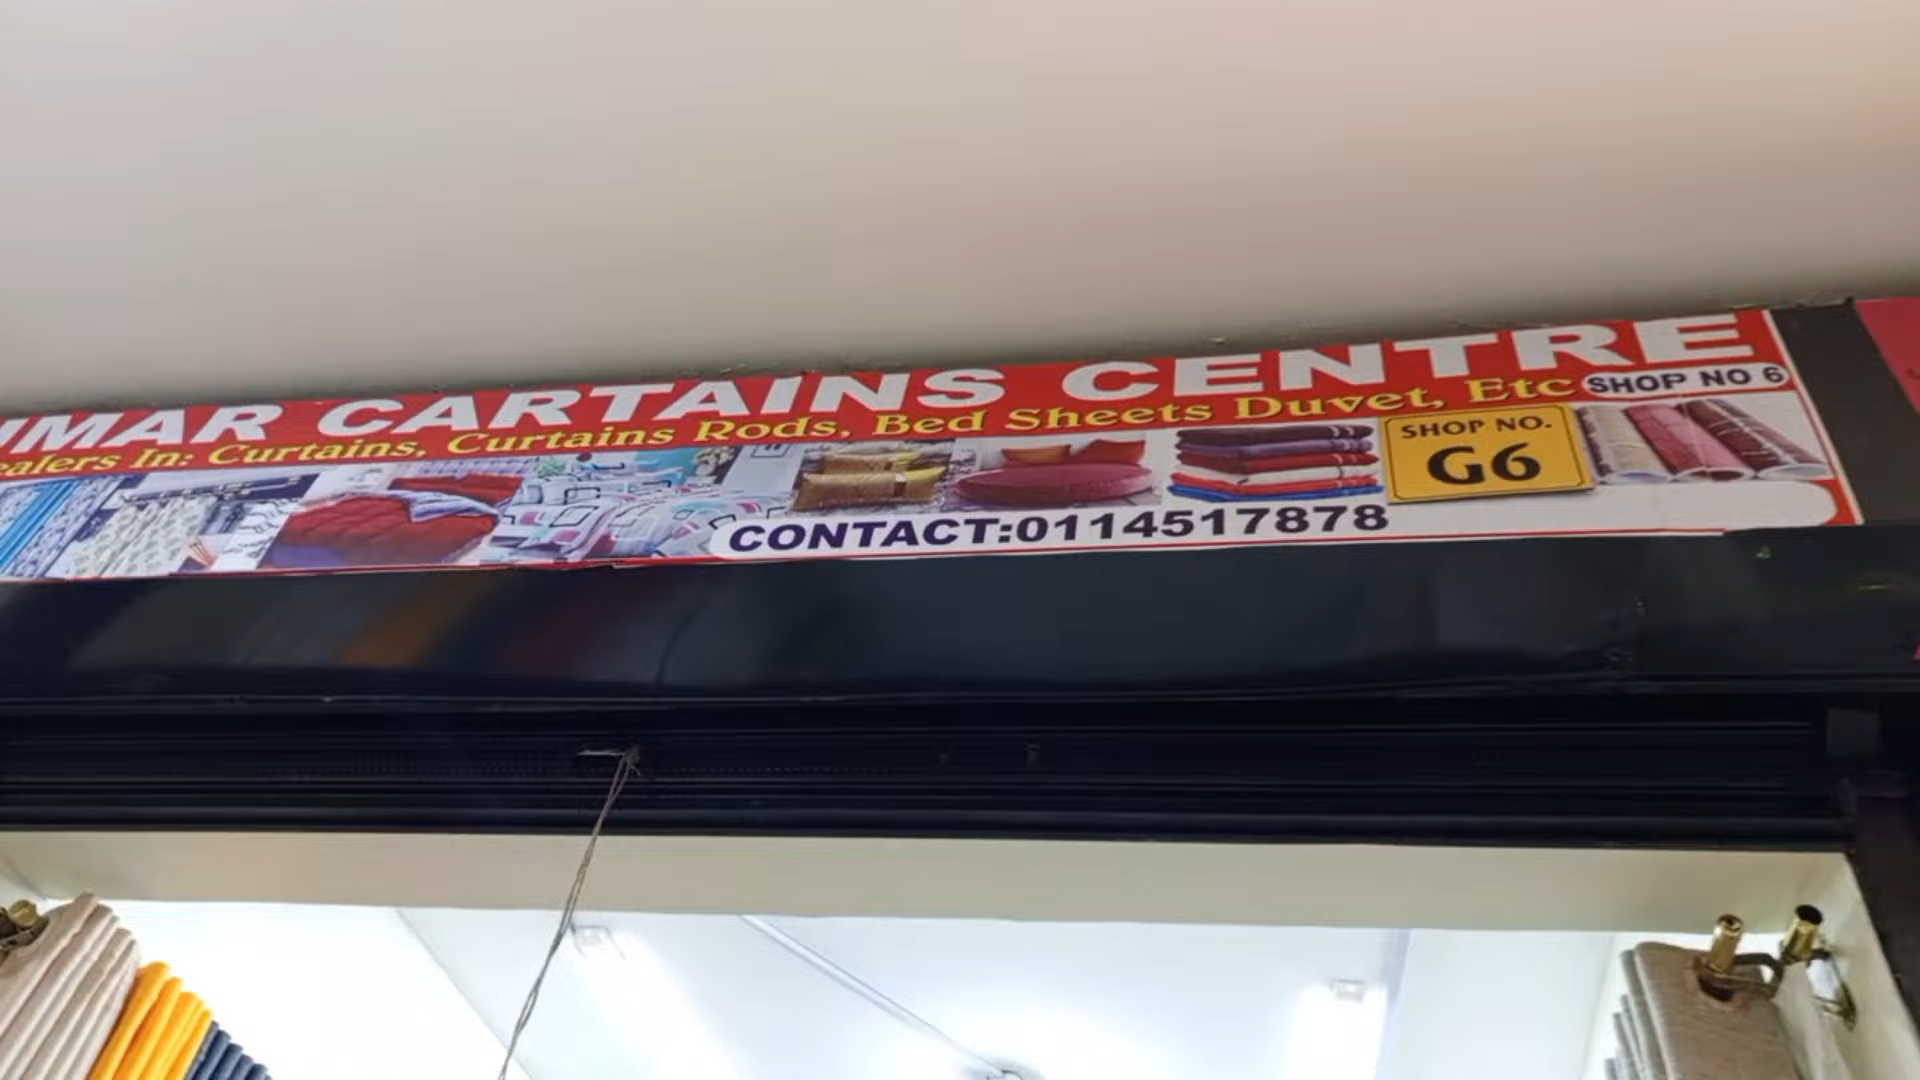 UMAR CARTAINS CENTRE
ealers In: Curtains, Curtains Rods, Bed Sheets Duvet, Etc
SHOP NO 6
SHOP NO.
G6
CONTACT:0114517878